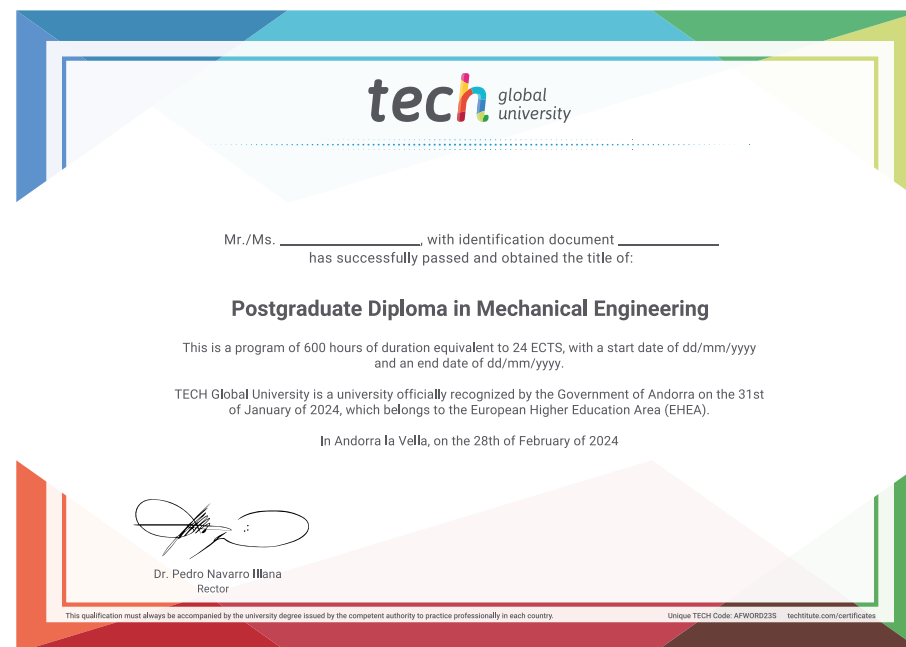 tech global university
Mr./Ms. ____________, with identification document ____________
has successfully passed and obtained the title of:
Postgraduate Diploma in Mechanical Engineering
This is a program of 600 hours of duration equivalent to 24 ECTS, with a start date of dd/mm/yyyy
and an end date of dd/mm/yyyy.
TECH Global University is a university officially recognized by the Government of Andorra on the 31st
of January of 2024, which belongs to the European Higher Education Area (EHEA).
In Andorra la Vella, on the 28th of February of 2024
Dr. Pedro Navarro Illana
Rector
This qualification must always be accompanied by the university degree issued by the competent authority to practice professionally in each country.
Unique TECH Code: AFWORD23S techtitute.com/certificates